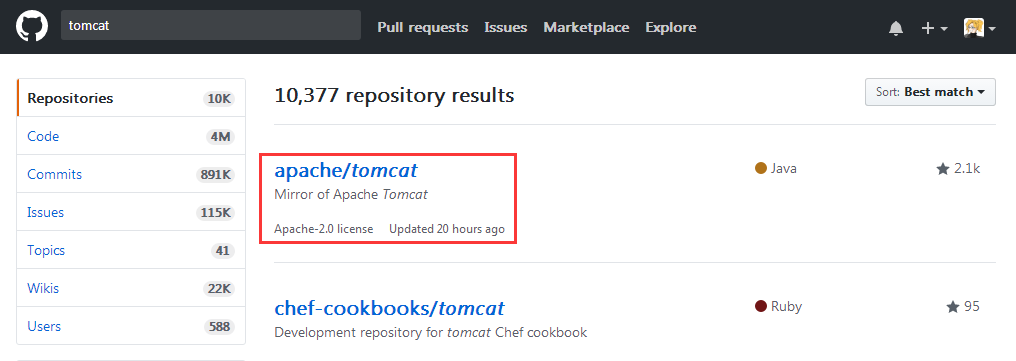 tomcat
Pull requests Issues Marketplace Explore
Repositories 10K
Code 4M
Commits 891K
Issues 115K
Topics 41
Wikis 22K
Users 588
10,377 repository results
Sort: Best match
apache/tomcat
Java
2.1k
Mirror of Apache Tomcat
Apache-2.0 license Updated 20 hours ago
chef-cookbooks/tomcat
Ruby
95
Development repository for tomcat Chef cookbook